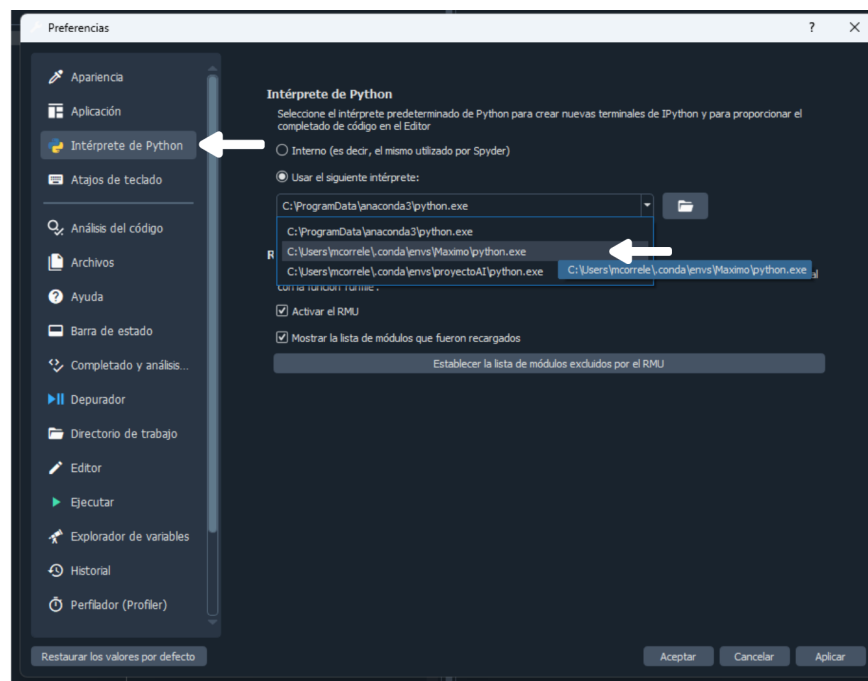 Preferencias
?
Apariencia
Aplicación
Intérprete de Python
Atajos de teclado
Análisis del código
Archivos
Ayuda
Barra de estado
Completado y análisis...
Depurador
Directorio de trabajo
Editor
Ejecutar
Explorador de variables
Historial
Perfilador (Profiler)
Restaurar los valores por defecto
Intérprete de Python
Seleccione el intérprete predeterminado de Python para crear nuevas terminales de IPython y para proporcionar el
completado de código en el Editor
Interno (es decir, el mismo utilizado por Spyder)
Usar el siguiente intérprete:
C:\ProgramData\anaconda3\python.exe
C:\ProgramData\anaconda3\python.exe
C:\Users\mcorrele\.conda\envs\Maximo\python.exe
R
C:\Users\mcorrele\.conda\envs\proyectoAI\python.exe
C:\Users\mcorrele\.conda\envs\Maximo\python.exe
al
con la función
Activar el RMU
Mostrar la lista de módulos que fueron recargados
Establecer la lista de módulos excluidos por el RMU
Aceptar
Cancelar
Aplicar